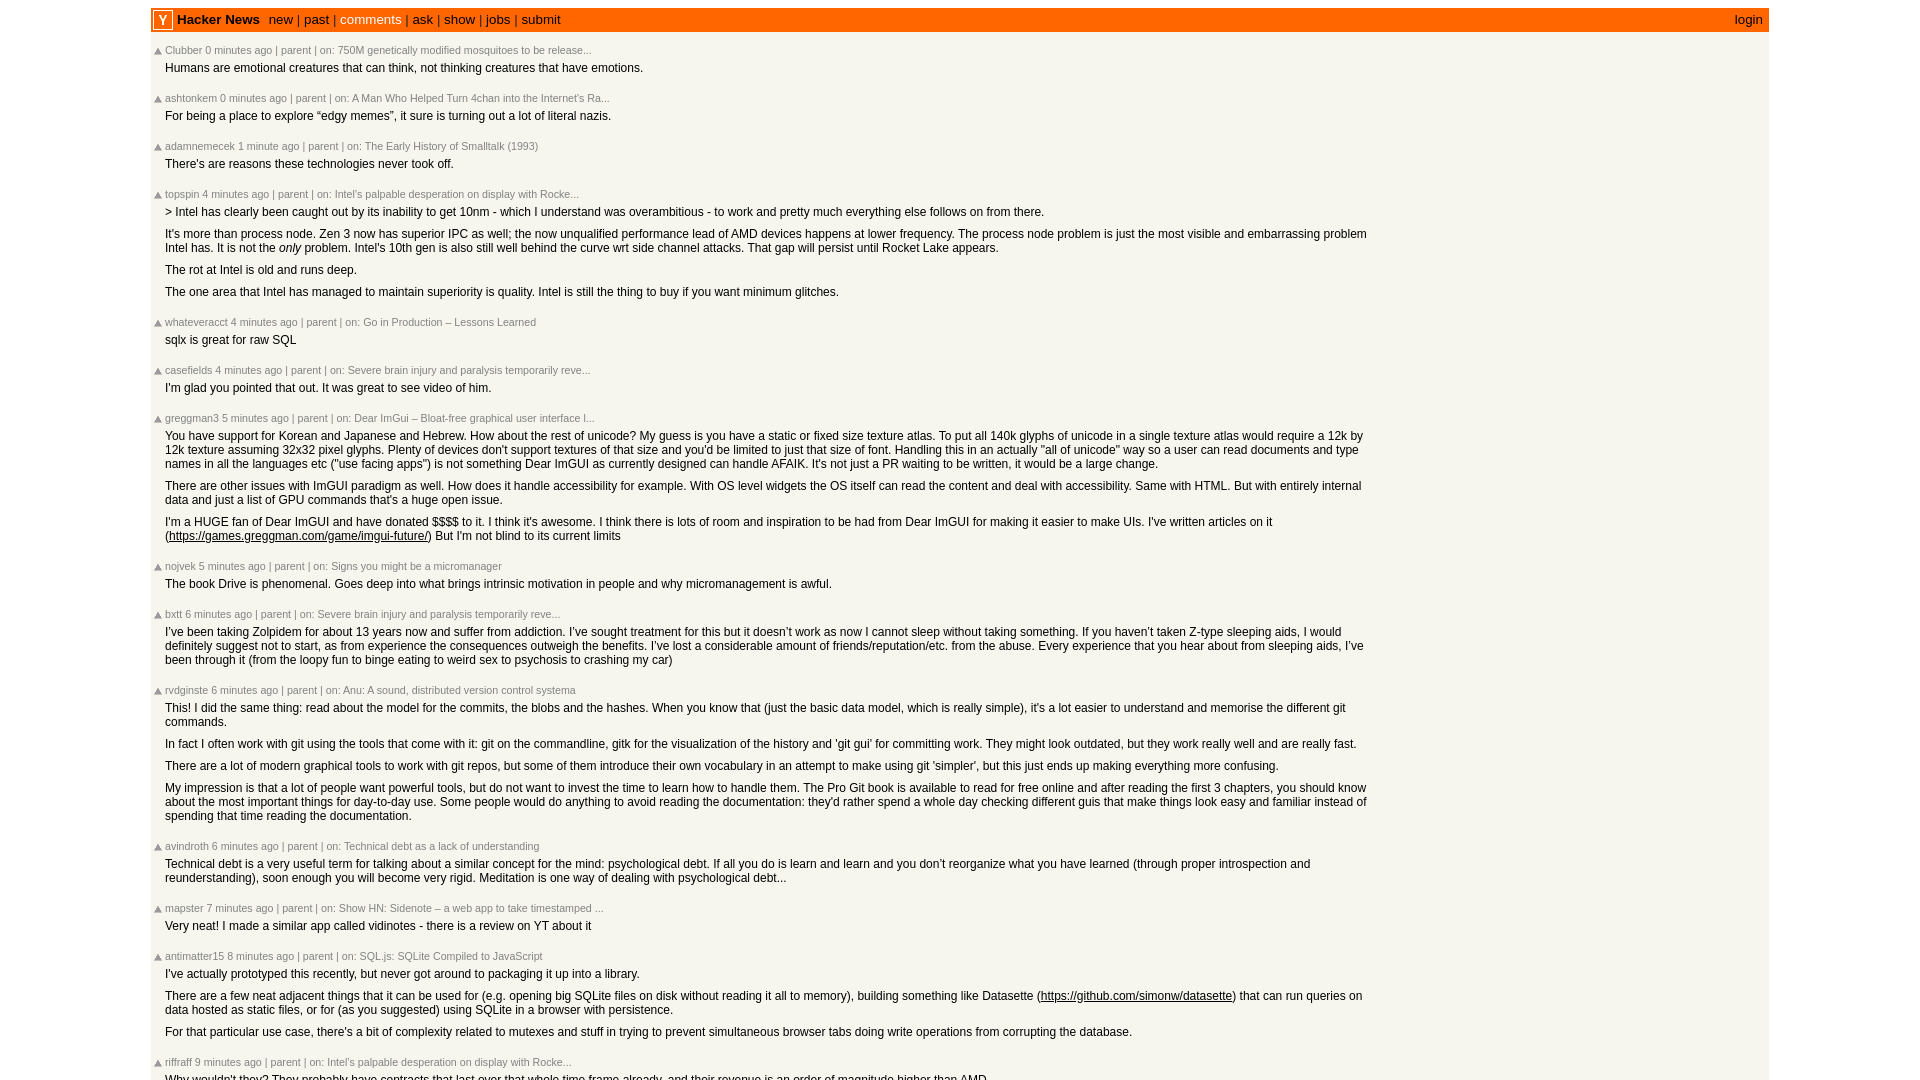 Y Hacker News new | past | comments | ask | show | jobs | submit login
Clubber 0 minutes ago | parent | on: 750M genetically modified mosquitoes to be release...
Humans are emotional creatures that can think, not thinking creatures that have emotions.
ashtonkem 0 minutes ago | parent | on: A Man Who Helped Turn 4chan into the Internet's Ra...
For being a place to explore “edgy memes”, it sure is turning out a lot of literal nazis.
adamnemecek 1 minute ago | parent | on: The Early History of Smalltalk (1993)
There's are reasons these technologies never took off.
topspin 4 minutes ago | parent | on: Intel's palpable desperation on display with Rocke...
> Intel has clearly been caught out by its inability to get 10nm - which I understand was overambitious - to work and pretty much everything else follows on from there.
It's more than process node. Zen 3 now has superior IPC as well; the now unqualified performance lead of AMD devices happens at lower frequency. The process node problem is just the most visible and embarrassing problem
Intel has. It is not the only problem. Intel's 10th gen is also still well behind the curve wrt side channel attacks. That gap will persist until Rocket Lake appears.
The rot at Intel is old and runs deep.
The one area that Intel has managed to maintain superiority is quality. Intel is still the thing to buy if you want minimum glitches.
whateveracct 4 minutes ago | parent | on: Go in Production – Lessons Learned
sqlx is great for raw SQL
casefields 4 minutes ago | parent | on: Severe brain injury and paralysis temporarily reve...
I'm glad you pointed that out. It was great to see video of him.
greggman3 5 minutes ago | parent | on: Dear ImGui – Bloat-free graphical user interface l...
You have support for Korean and Japanese and Hebrew. How about the rest of unicode? My guess is you have a static or fixed size texture atlas. To put all 140k glyphs of unicode in a single texture atlas would require a 12k by
12k texture assuming 32x32 pixel glyphs. Plenty of devices don't support textures of that size and you'd be limited to just that size of font. Handling this in an actually "all of unicode" way so a user can read documents and type
names in all the languages etc ("use facing apps") is not something Dear ImGUI as currently designed can handle AFAIK. It's not just a PR waiting to be written, it would be a large change.
There are other issues with ImGUI paradigm as well. How does it handle accessibility for example. With OS level widgets the OS itself can read the content and deal with accessibility. Same with HTML. But with entirely internal
data and just a list of GPU commands that's a huge open issue.
I'm a HUGE fan of Dear ImGUI and have donated $$$$ to it. I think it's awesome. I think there is lots of room and inspiration to be had from Dear ImGUI for making it easier to make UIs. I've written articles on it
(https://games.greggman.com/game/imgui-future/) But I'm not blind to its current limits
nojvek 5 minutes ago | parent | on: Signs you might be a micromanager
The book Drive is phenomenal. Goes deep into what brings intrinsic motivation in people and why micromanagement is awful.
bxtt 6 minutes ago | parent | on: Severe brain injury and paralysis temporarily reve...
I’ve been taking Zolpidem for about 13 years now and suffer from addiction. I’ve sought treatment for this but it doesn’t work as now I cannot sleep without taking something. If you haven’t taken Z-type sleeping aids, I would
definitely suggest not to start, as from experience the consequences outweigh the benefits. I’ve lost a considerable amount of friends/reputation/etc. from the abuse. Every experience that you hear about from sleeping aids, I’ve
been through it (from the loopy fun to binge eating to weird sex to psychosis to crashing my car)
rvdginste 6 minutes ago | parent | on: Anu: A sound, distributed version control systema
This! I did the same thing: read about the model for the commits, the blobs and the hashes. When you know that (just the basic data model, which is really simple), it's a lot easier to understand and memorise the different git
commands.
In fact I often work with git using the tools that come with it: git on the commandline, gitk for the visualization of the history and 'git gui' for committing work. They might look outdated, but they work really well and are really fast.
There are a lot of modern graphical tools to work with git repos, but some of them introduce their own vocabulary in an attempt to make using git 'simpler', but this just ends up making everything more confusing.
My impression is that a lot of people want powerful tools, but do not want to invest the time to learn how to handle them. The Pro Git book is available to read for free online and after reading the first 3 chapters, you should know
about the most important things for day-to-day use. Some people would do anything to avoid reading the documentation: they'd rather spend a whole day checking different guis that make things look easy and familiar instead of
spending that time reading the documentation.
avindroth 6 minutes ago | parent | on: Technical debt as a lack of understanding
Technical debt is a very useful term for talking about a similar concept for the mind: psychological debt. If all you do is learn and learn and you don’t reorganize what you have learned (through proper introspection and
reunderstanding), soon enough you will become very rigid. Meditation is one way of dealing with psychological debt...
mapster 7 minutes ago | parent | on: Show HN: Sidenote – a web app to take timestamped ...
Very neat! I made a similar app called vidinotes - there is a review on YT about it
antimatter15 8 minutes ago | parent | on: SQL.js: SQLite Compiled to JavaScript
I've actually prototyped this recently, but never got around to packaging it up into a library.
There are a few neat adjacent things that it can be used for (e.g. opening big SQLite files on disk without reading it all to memory), building something like Datasette (https://github.com/simonw/datasette) that can run queries on
data hosted as static files, or for (as you suggested) using SQLite in a browser with persistence.
For that particular use case, there's a bit of complexity related to mutexes and stuff in trying to prevent simultaneous browser tabs doing write operations from corrupting the database.
riffraff 9 minutes ago | parent | on: Intel's palpable desperation on display with Rocke...
Why wouldn't they? They probably have contracts that last over that whole time frame already, and their revenue is an order of magnitude higher than AMD.